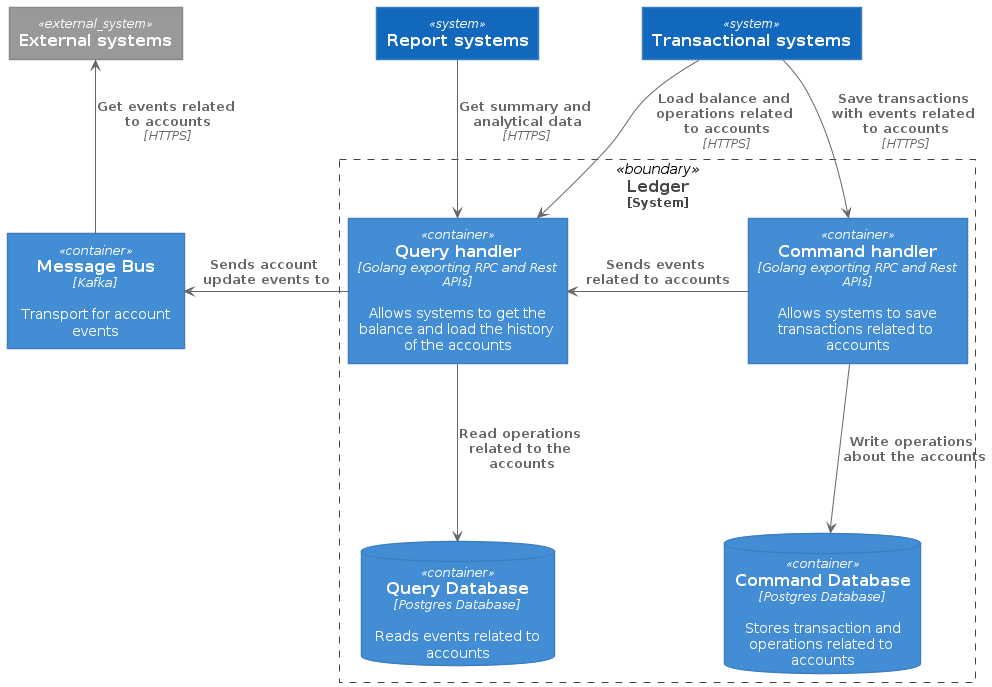 «external_system»
External systems
«system»
Report systems
«system»
Transactional systems
Get events related
to accounts
[HTTPS]
Get summary and
analytical data
[HTTPS]
Load balance and
operations related
to accounts
[HTTPS]
Save transactions
with events related
to accounts
[HTTPS]
«boundary»
Ledger
[System]
«container»
Message Bus
[Kafka]
Transport for account
events
Sends account
update events to
«container»
Query handler
[Golang exporting RPC and Rest
APIs]
Allows systems to get the
balance and load the history
of the accounts
Sends events
related to accounts
«container»
Command handler
[Golang exporting RPC and Rest
APIs]
Allows systems to save
transactions related to
accounts
Read operations
related to the
accounts
Write operations
about the accounts
«container»
Query Database
[Postgres Database]
Reads events related to
accounts
«container»
Command Database
[Postgres Database]
Stores transaction and
operations related to
accounts